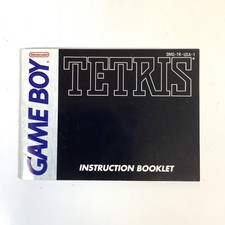 Nintendo
GAME BOY
DMG-TR-USA-1
TETRIS
INSTRUCTION BOOKLET